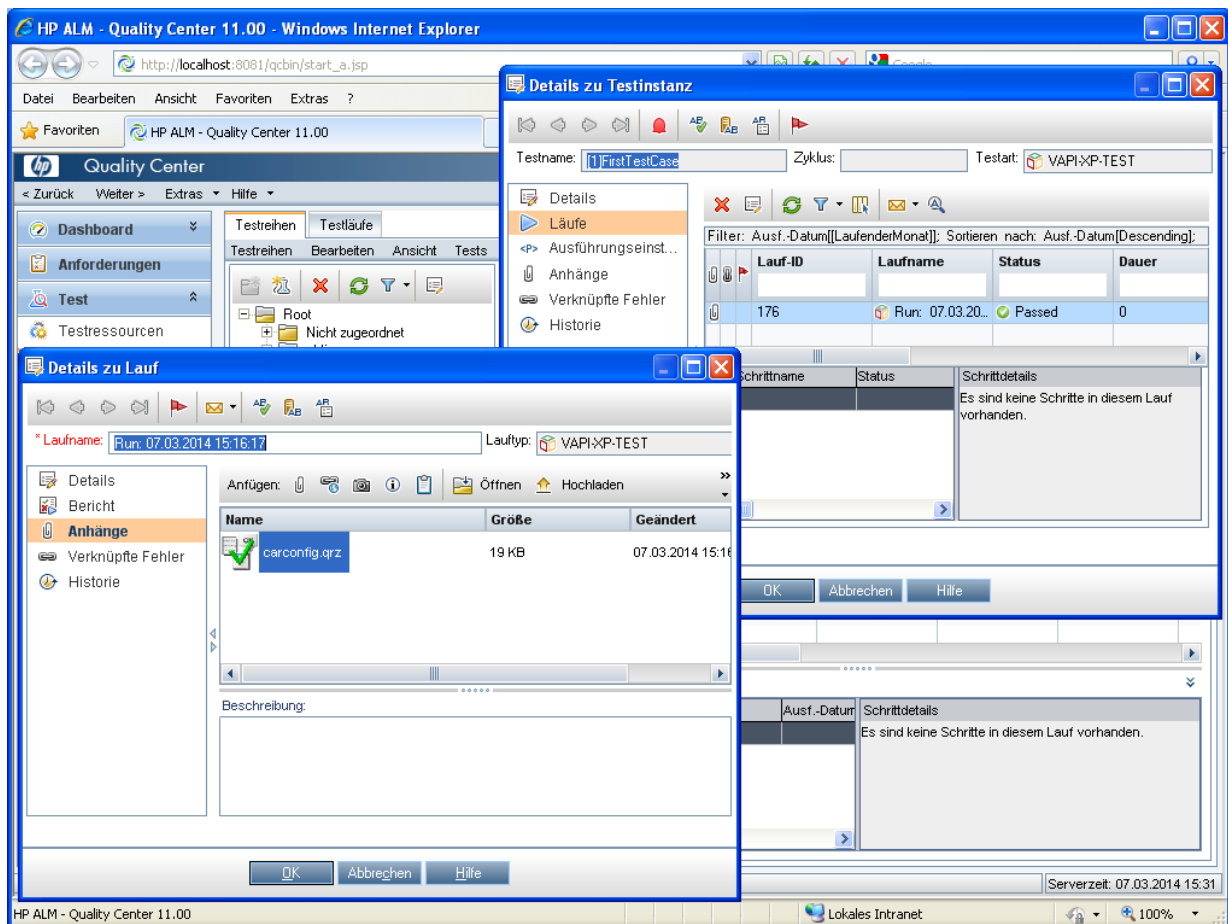 HP ALM - Quality Center 11.00 - Windows Internet Explorer
http://localhost:8081/qcbin/start_a.jsp
Google
Datei Bearbeiten Ansicht Favoriten Extras ?
Favoriten HP ALM - Quality Center 11.00
hp Quality Center
< Zurück Weiter > Extras Hilfe
Dashboard
Anforderungen
Test
Testressourcen
Testreihen Testläufe
Testreihen Bearbeiten Ansicht Tests
Root
Nicht zugeordnet
Details zu Testinstanz
Testname: [1]FirstTestCase Zyklus: Testart: VAPI-XP-TEST
Details
Läufe
Ausführungseinst...
Anhänge
Verknüpfte Fehler
Historie
Filter: Ausf.-Datum[[LaufenderMonat]]; Sortieren nach: Ausf.-Datum[Descending];
Lauf-ID Laufname Status Dauer
176 Run: 07.03.20... Passed 0
Schrittname Status Schrittdetails
Es sind keine Schritte in diesem Lauf
vorhanden.
OK Abbrechen Hilfe
Details zu Lauf
* Laufname: Run: 07.03.2014 15:16:17 Lauftyp: VAPI-XP-TEST
Details
Bericht
Anhänge
Verknüpfte Fehler
Historie
Anfügen: Öffnen Hochladen
Name Größe Geändert
carconfig.qrz 19 KB 07.03.2014 15:16
Beschreibung:
OK Abbrechen Hilfe
Ausf.-Datum Schrittdetails
Es sind keine Schritte in diesem Lauf vorhanden.
Serverzeit: 07.03.2014 15:31
HP ALM - Quality Center 11.00 Lokales Intranet 100%